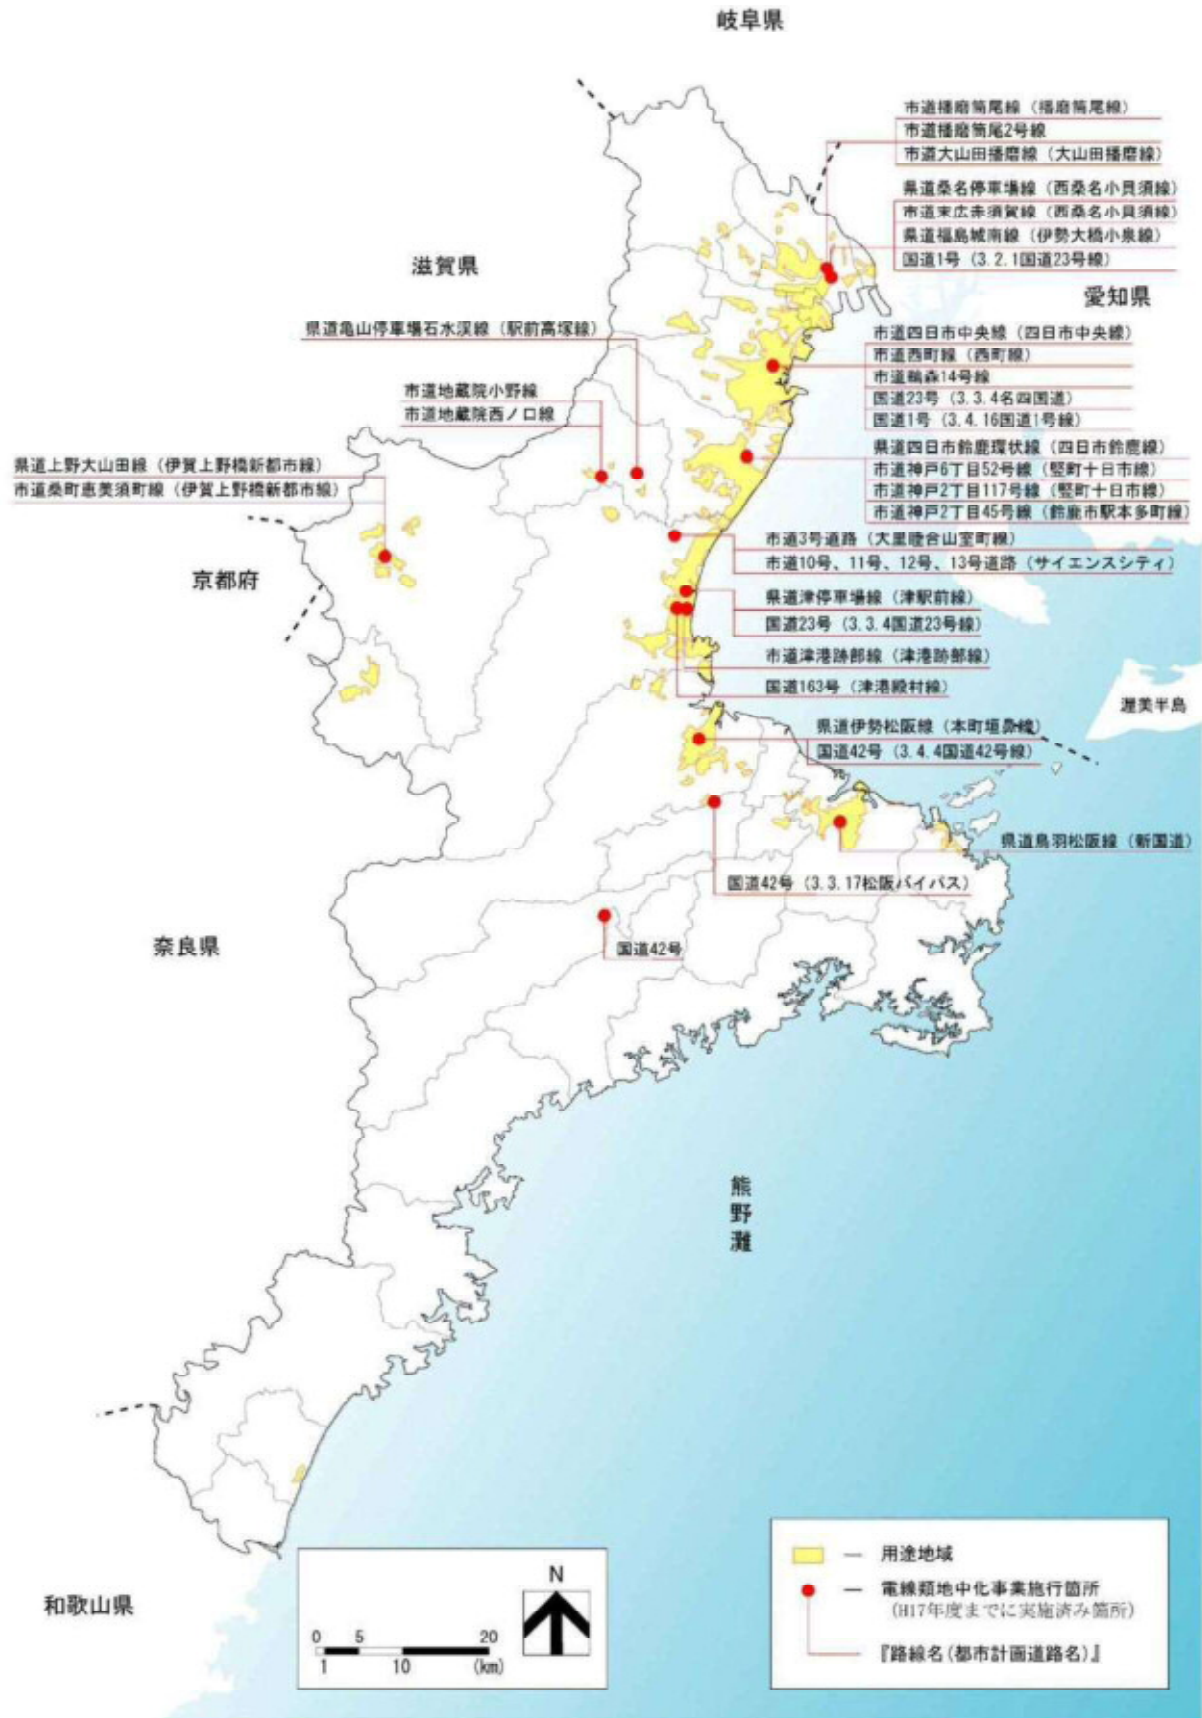 岐阜県
市道播磨筒尾線（播磨筒尾線）
市道播磨筒尾2号線
市道大山田播磨線（大山田播磨線）
県道桑名停車場線（西桑名小貝須線）
市道末広赤須賀線（西桑名小貝須線）
県道福島城南線（伊勢大橋小泉線）
国道1号（3.2.1国道23号線）
滋賀県
愛知県
県道亀山停車場石水渓線（駅前高塚線）
市道四日市中央線（四日市中央線）
市道西町線（西町線）
市道鵜森14号線
国道23号（3.3.4名四国道）
国道1号（3.4.16国道1号線）
市道地蔵院小野線
市道地蔵院西ノ口線
県道四日市鈴鹿環状線（四日市鈴鹿線）
市道神戸6丁目52号線（竪町十日市線）
市道神戸2丁目117号線（竪町十日市線）
市道神戸2丁目45号線（鈴鹿市駅本多町線）
県道上野大山田線（伊賀上野橋新都市線）
市道桑町恵美須町線（伊賀上野橋新都市線）
市道3号道路（大里睦合山室町線）
市道10号、11号、12号、13号道路（サイエンスシティ）
京都府
県道津停車場線（津駅前線）
国道23号（3.3.4国道23号線）
市道津港跡部線（津港跡部線）
国道163号（津港殿村線）
渥美半島
県道伊勢松阪線（本町垣鼻線）
国道42号（3.4.4国道42号線）
県道鳥羽松阪線（新国道）
国道42号（3.3.17松阪バイパス）
奈良県
国道42号
熊野灘
和歌山県
N
0 5 20
1 10 (km)
— 用途地域
— 電線類地中化事業施行箇所
（H17年度までに実施済み箇所）
『路線名(都市計画道路名)』